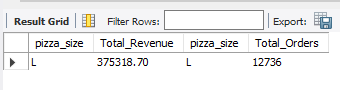 Result Grid Filter Rows: Export:
pizza_size Total_Revenue pizza_size Total_Orders
L 375318.70 L 12736